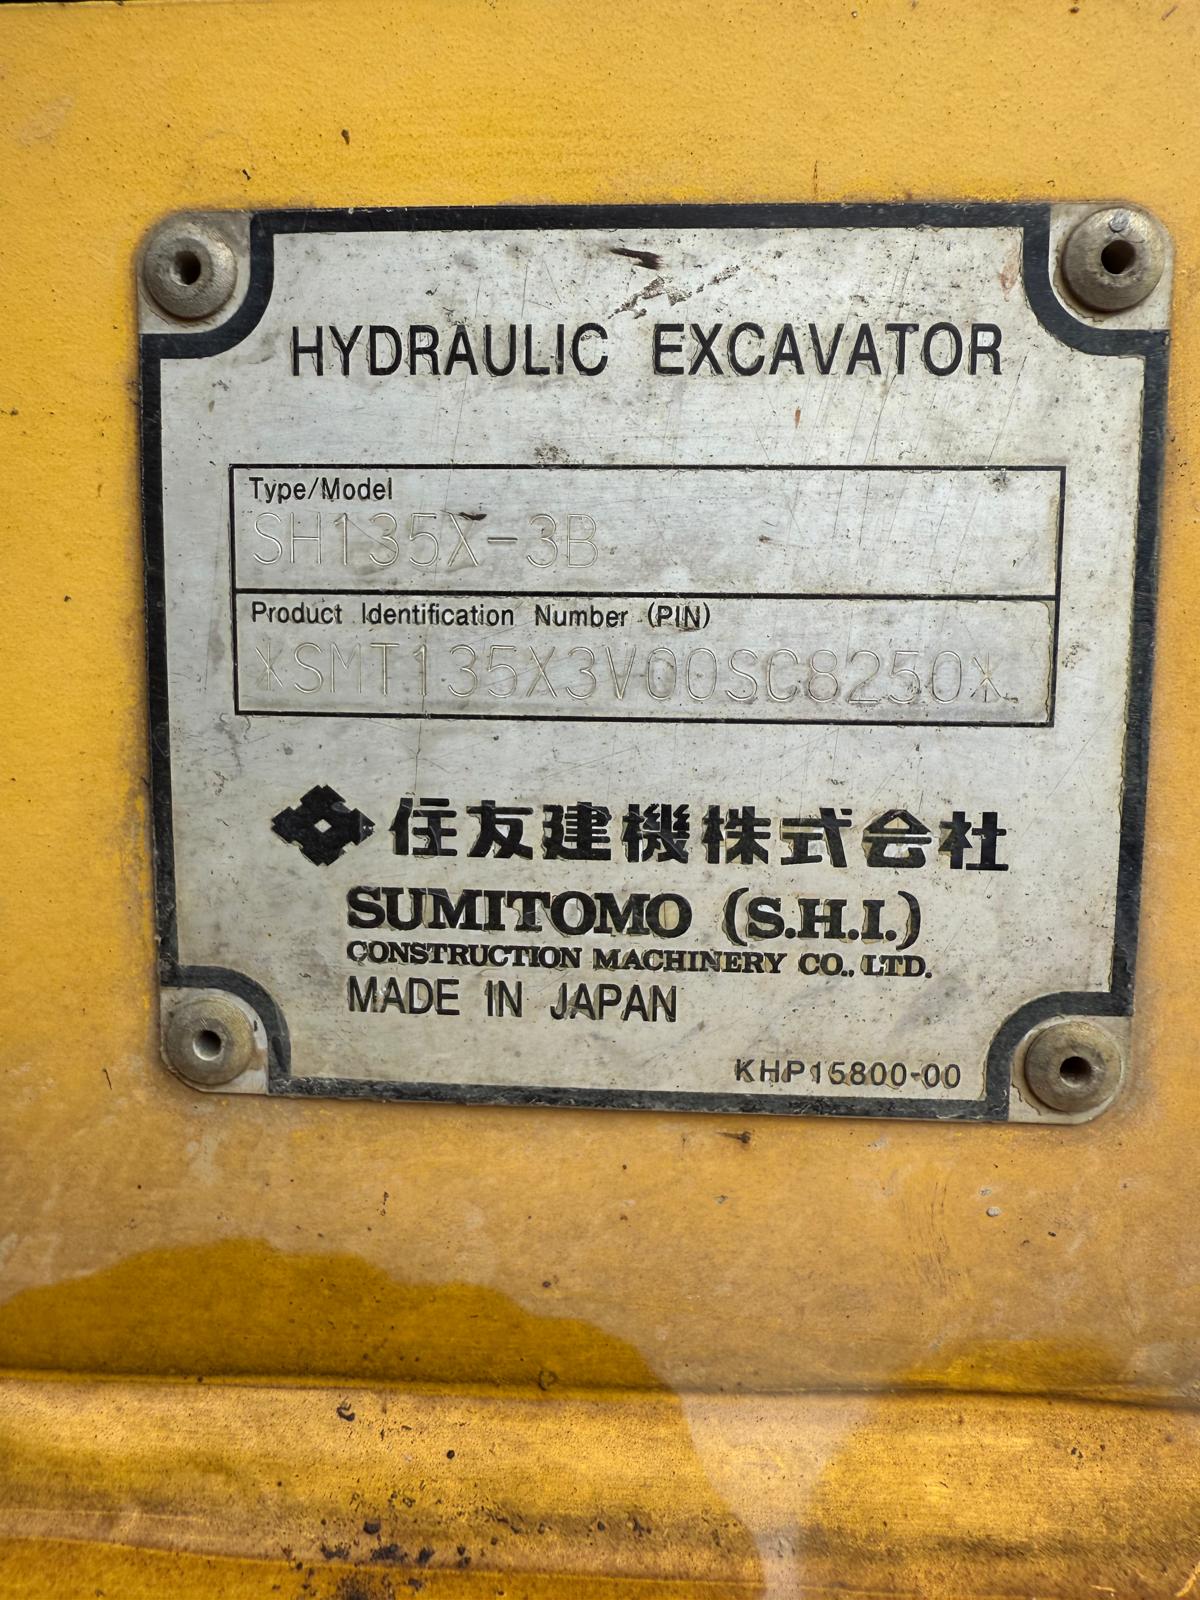 HYDRAULIC EXCAVATOR
Type/Model
SH135X-3B
Product Identification Number (PIN)
*SMT135X3V00SC8250*
住友建機株式会社
SUMITOMO (S.H.I.)
CONSTRUCTION MACHINERY CO., LTD.
MADE IN JAPAN
KHP15800-00